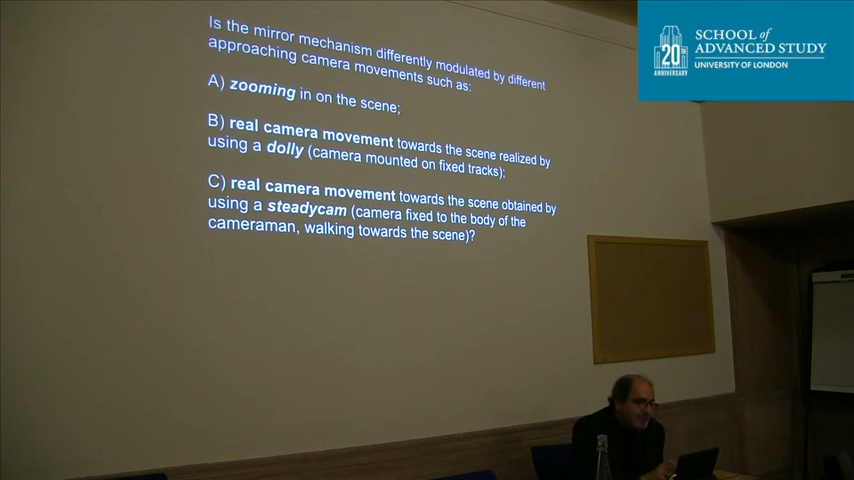 Is the mirror mechanism differently modulated by different
approaching camera movements such as:
A) zooming in on the scene;
B) real camera movement towards the scene realized by
using a dolly (camera mounted on fixed tracks);
C) real camera movement towards the scene obtained by
using a steadycam (camera fixed to the body of the
cameraman, walking towards the scene)?
20TH
ANNIVERSARY
SCHOOL of
ADVANCED STUDY
UNIVERSITY OF LONDON